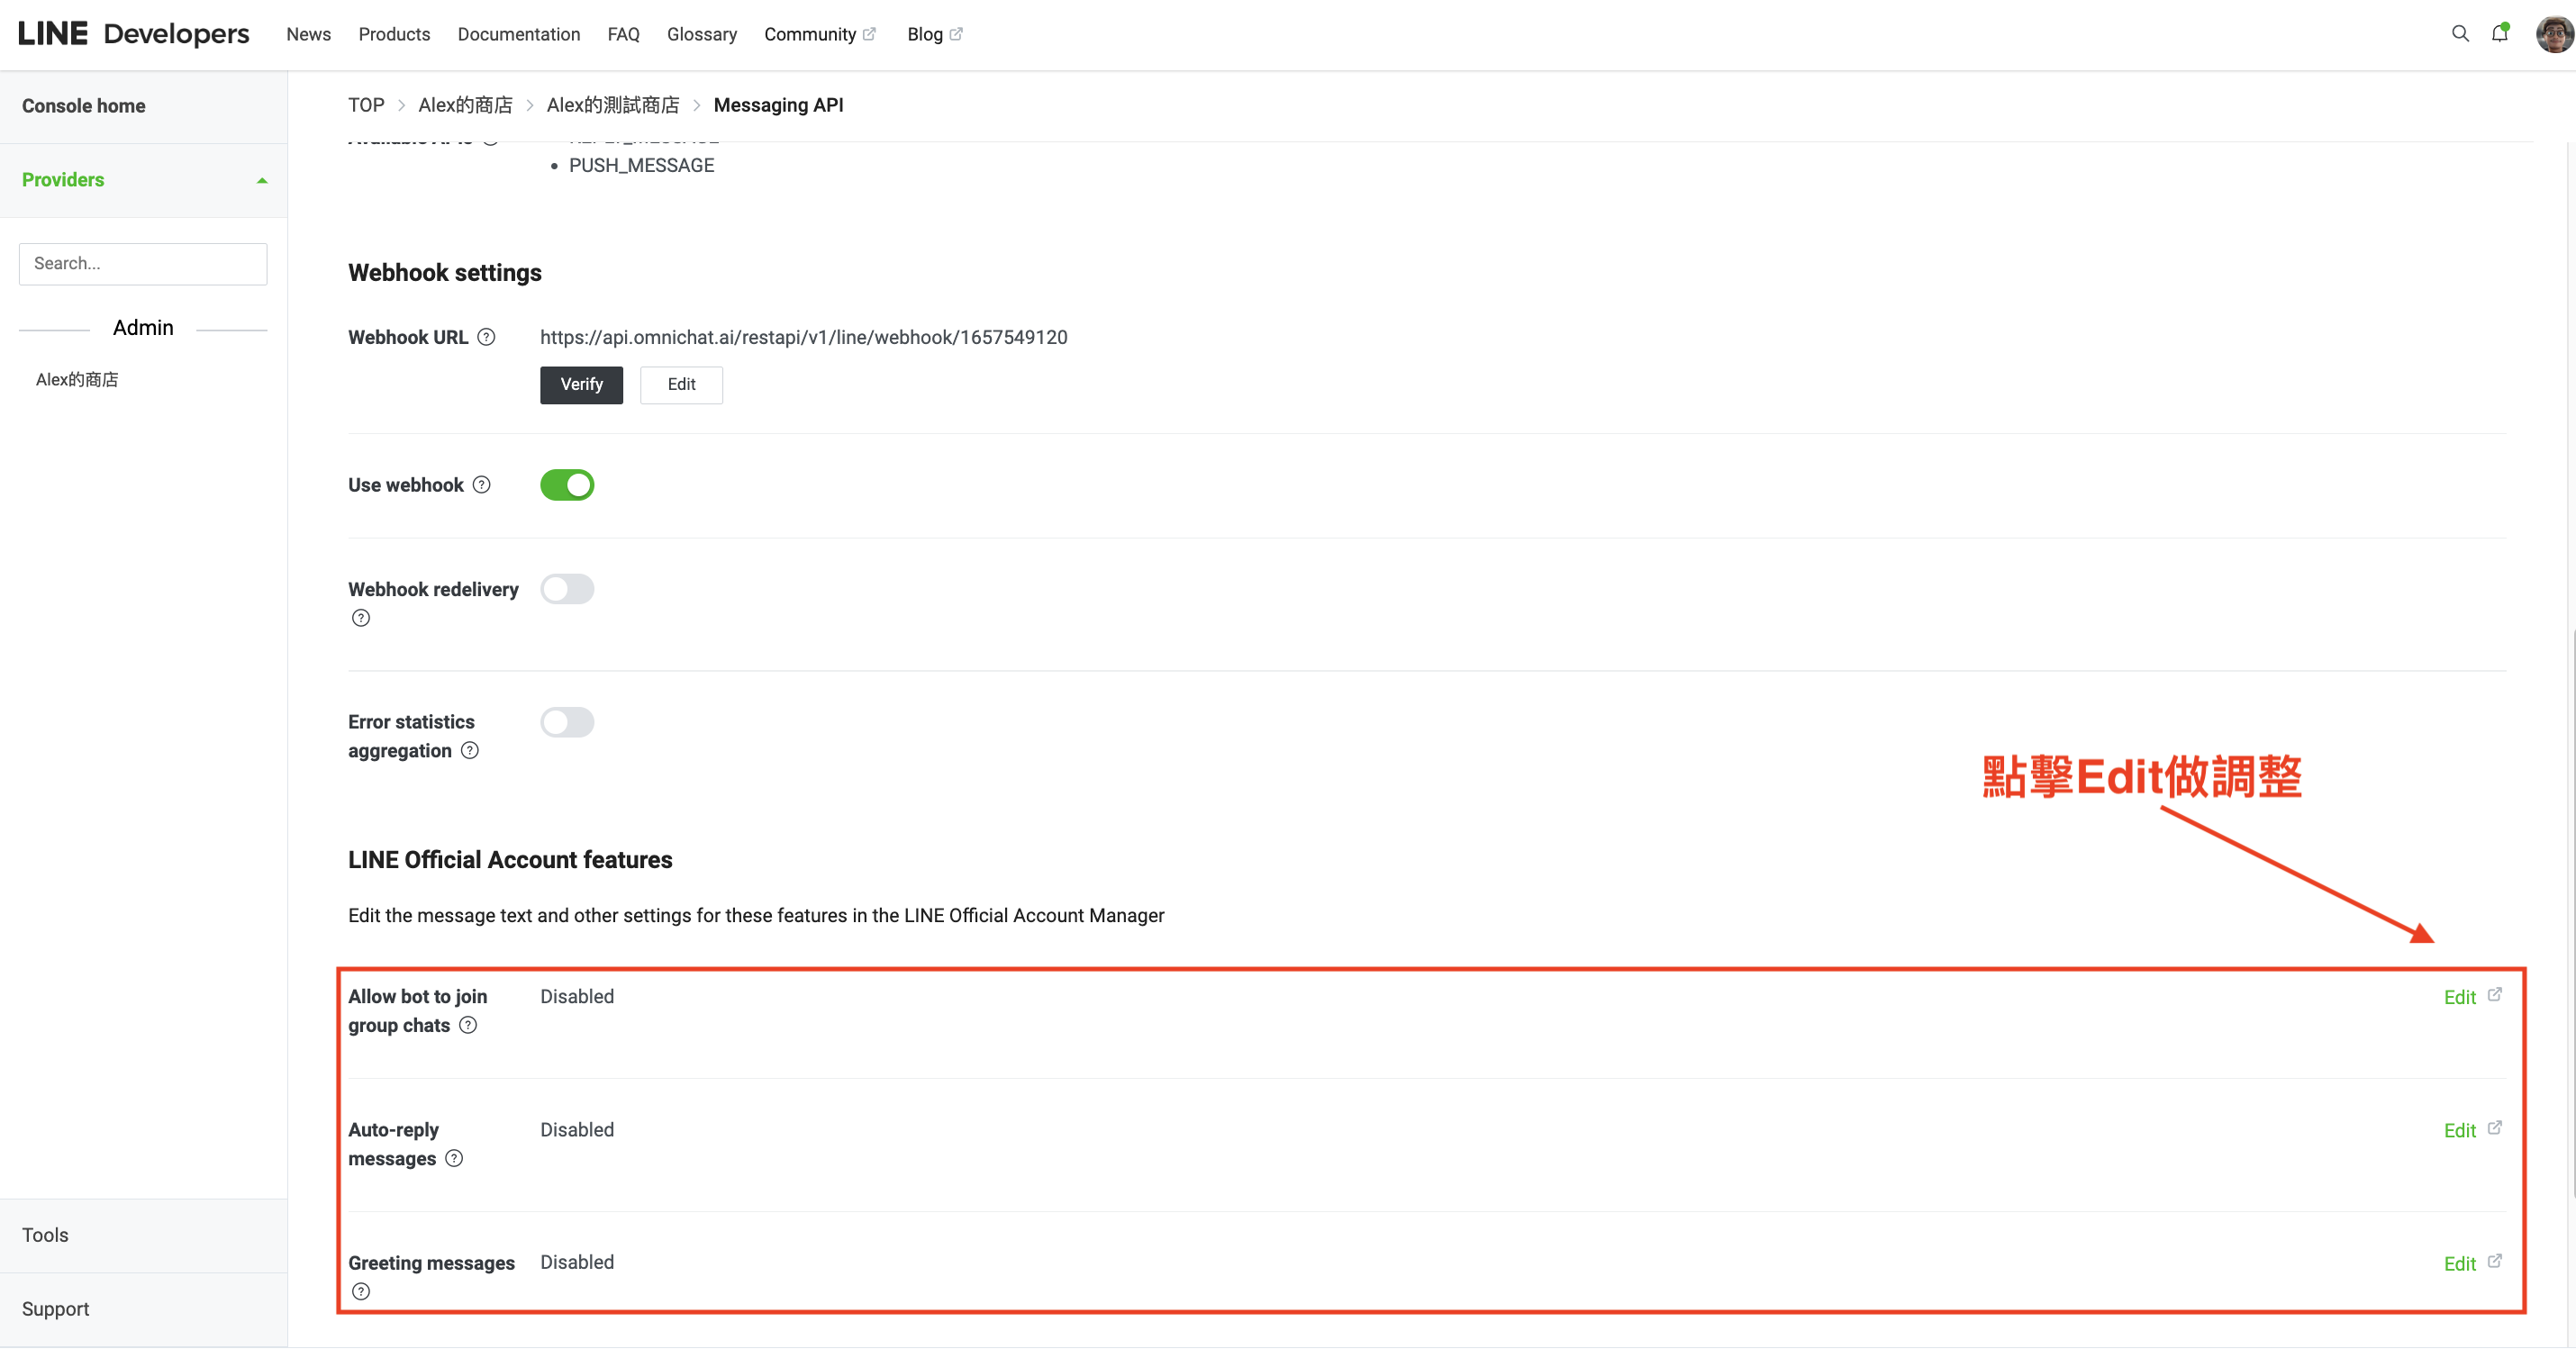 LINE Developers
News
Products
Documentation
FAQ
Glossary
Community
Blog
Console home
Providers
Search...
Admin
Alex的商店
Tools
Support
TOP > Alex的商店 > Alex的測試商店 > Messaging API
• PUSH_MESSAGE
Webhook settings
Webhook URL
https://api.omnichat.ai/restapi/v1/line/webhook/1657549120
Verify
Edit
Use webhook
Webhook redelivery
Error statistics
aggregation
點擊Edit做調整
LINE Official Account features
Edit the message text and other settings for these features in the LINE Official Account Manager
Allow bot to join
group chats
Disabled
Edit
Auto-reply
messages
Disabled
Edit
Greeting messages
Disabled
Edit